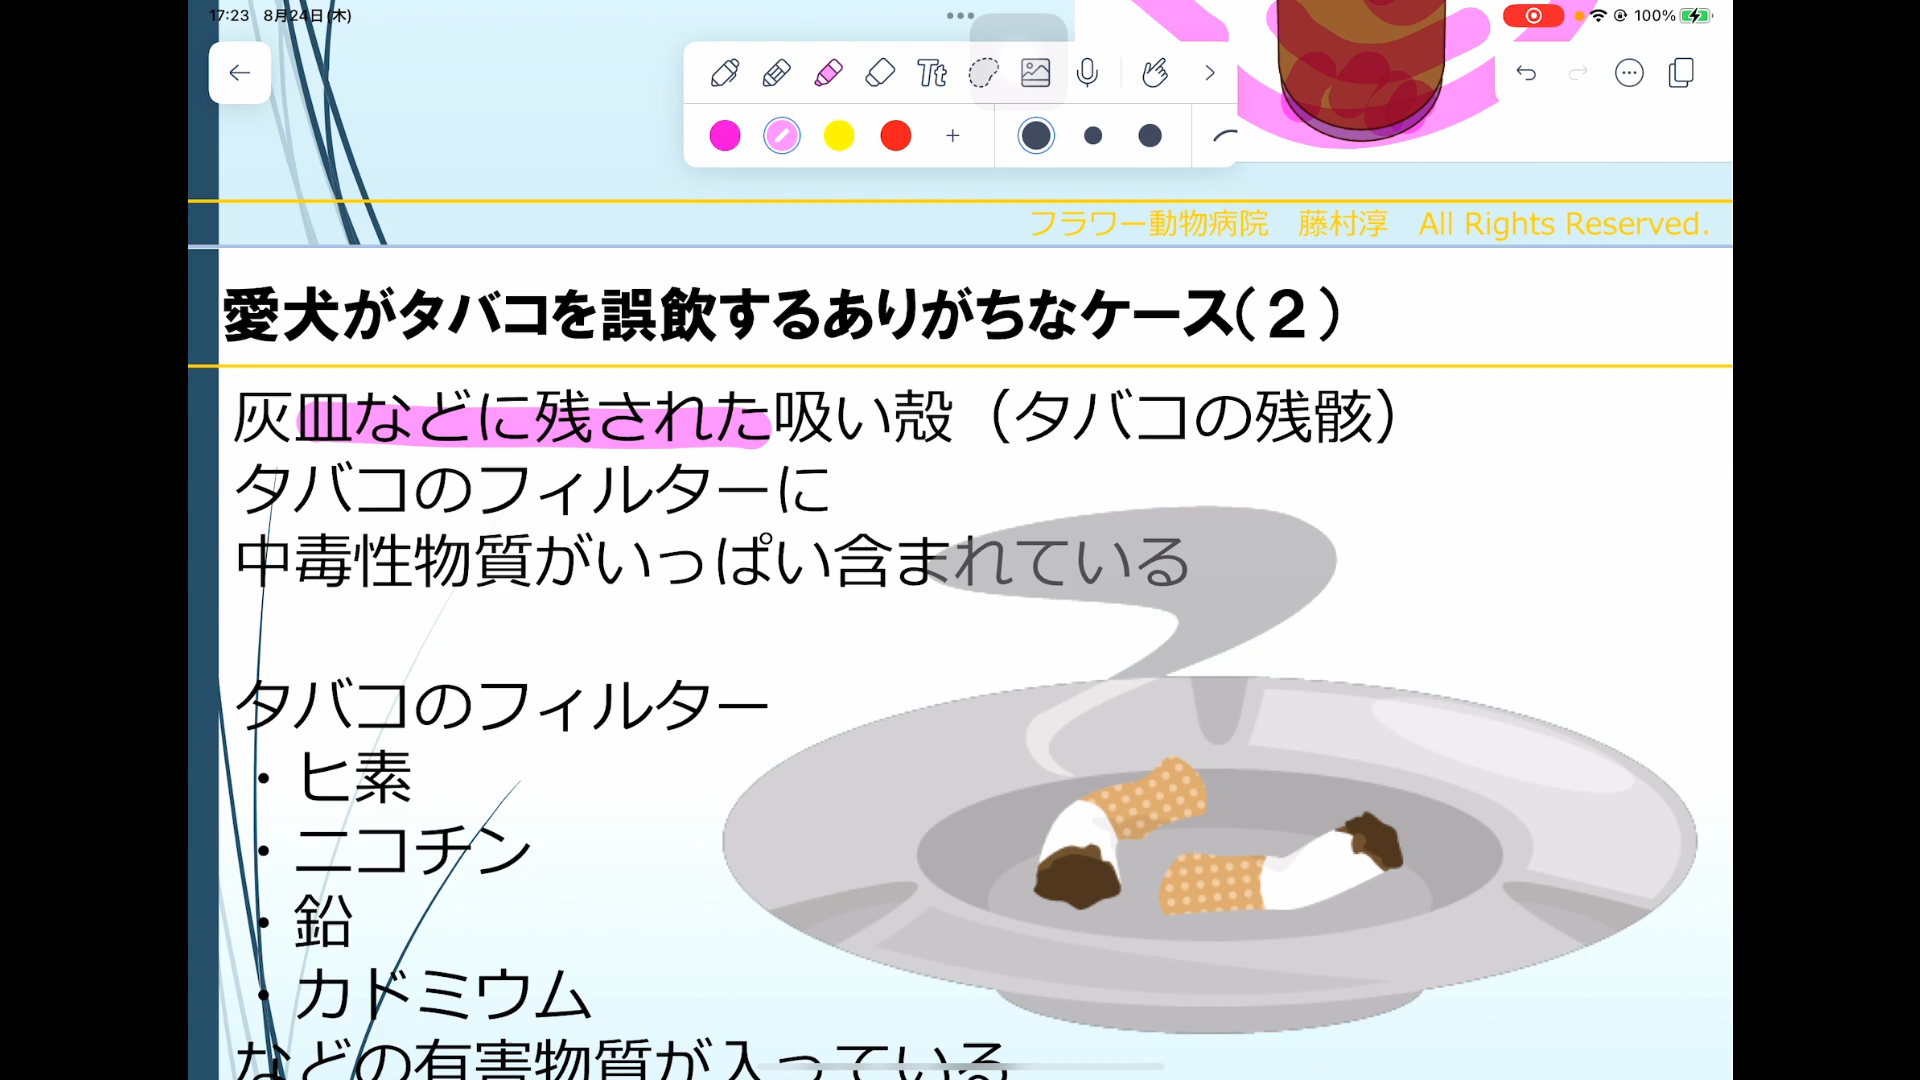 17:23 8月24日(木)
100%
Tt
フラワー動物病院 藤村淳 All Rights Reserved.
愛犬がタバコを誤飲するありがちなケース(2)
灰皿などに残された吸い殻（タバコの残骸）
タバコのフィルターに
中毒性物質がいっぱい含まれている
タバコのフィルター
・ヒ素
・ニコチン
・鉛
・カドミウム
などの有害物質が入っている